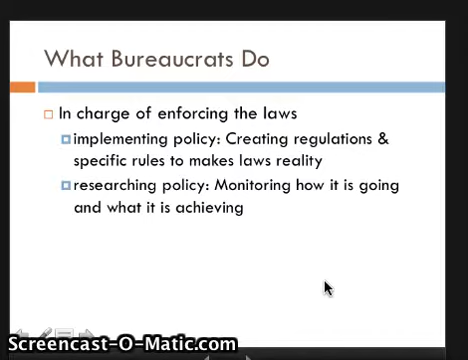 What Bureaucrats Do
In charge of enforcing the laws
implementing policy: Creating regulations &
specific rules to makes laws reality
researching policy: Monitoring how it is going
and what it is achieving
Screencast-O-Matic.com